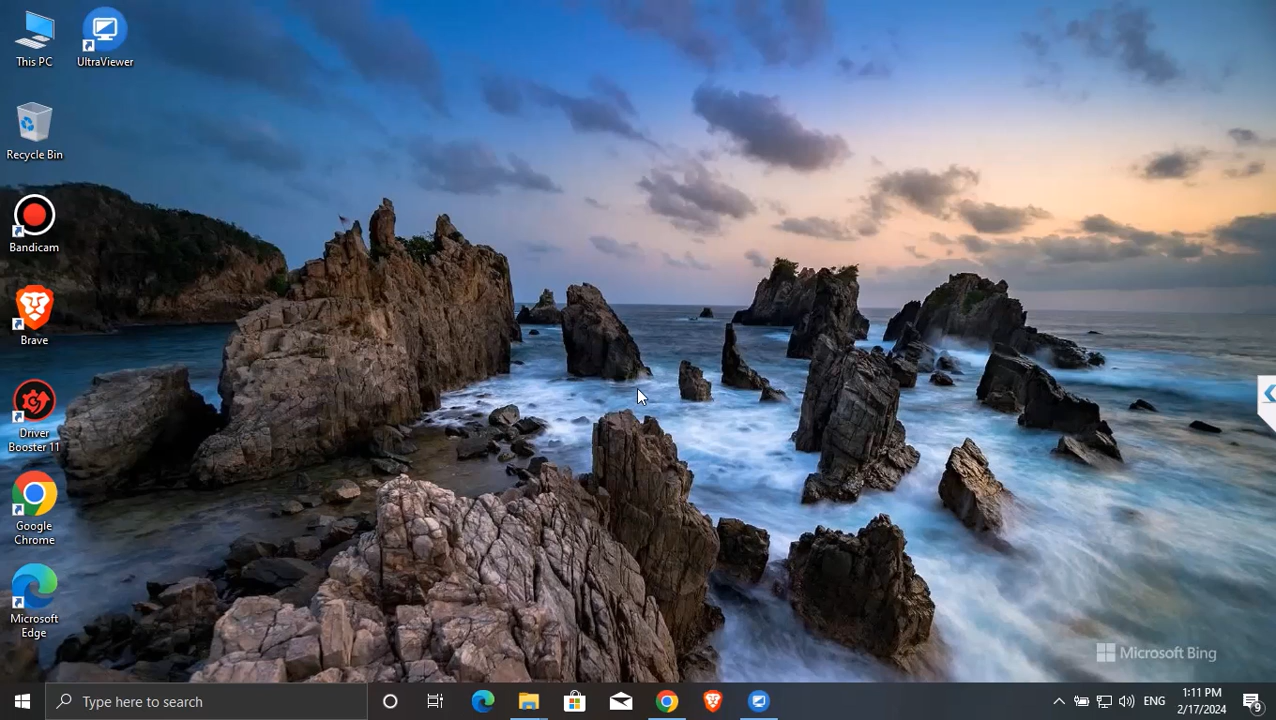 This PC
UltraViewer
Recycle Bin
Bandicam
Brave
Driver
Booster 11
Google
Chrome
Microsoft
Edge
Microsoft Bing
Type here to search
ENG
1:11 PM
2/17/2024
9